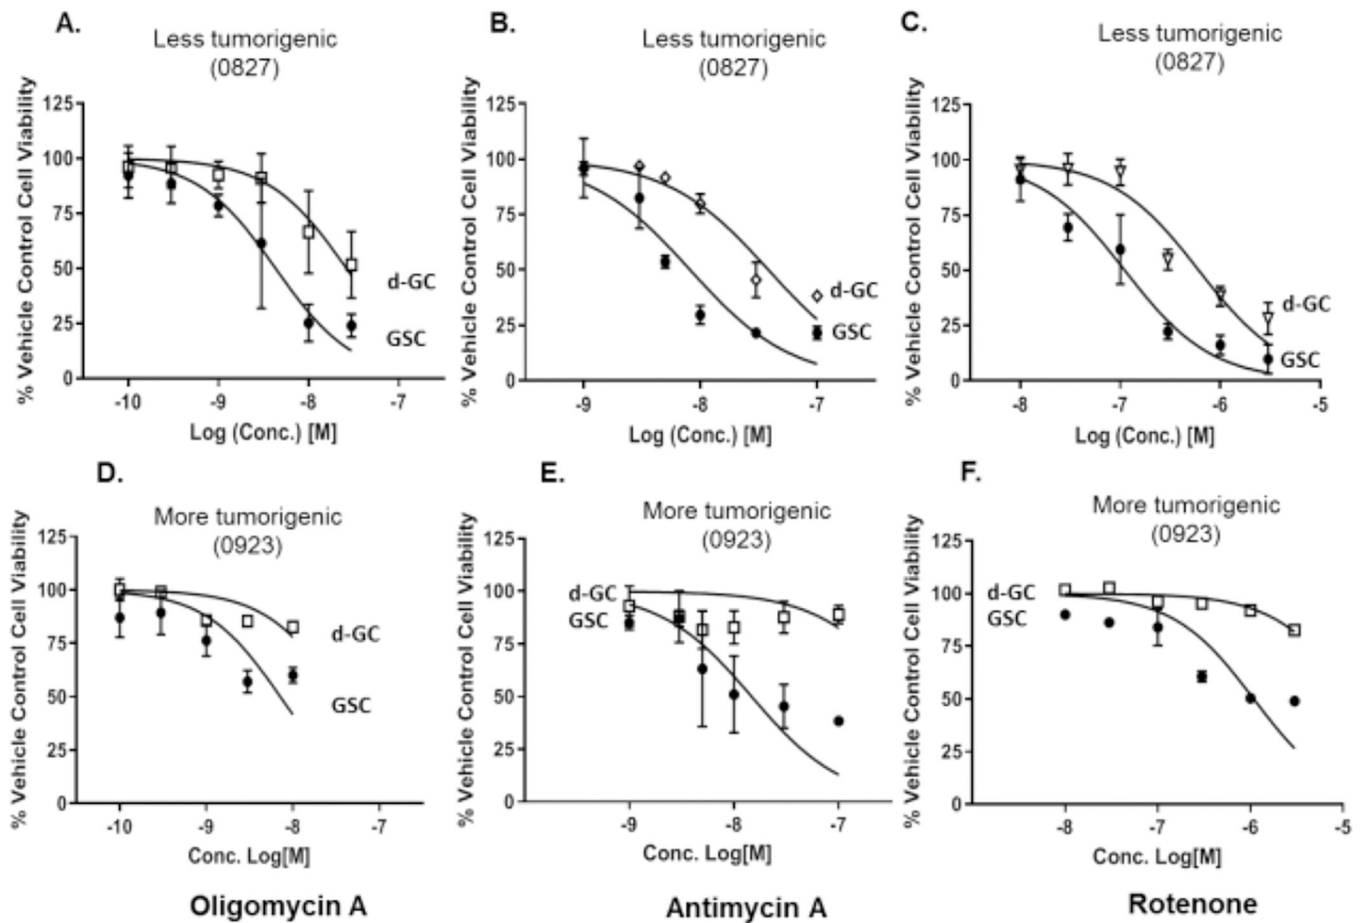 A.
Less tumorigenic
(0827)
% Vehicle Control Cell Viability
125
100
75
50
25
0
d-GC
GSC
-10
-9
-8
-7
Log (Conc.) [M]
B.
Less tumorigenic
(0827)
% Vehicle Control Cell Viability
125
100
75
50
25
0
d-GC
GSC
-9
-8
-7
Log (Conc.) [M]
C.
Less tumorigenic
(0827)
% Vehicle Control Cell Viability
125
100
75
50
25
0
d-GC
GSC
-8
-7
-6
-5
Log (Conc.) [M]
D.
More tumorigenic
(0923)
% Vehicle Control Cell Viability
125
100
75
50
25
0
d-GC
GSC
-10
-9
-8
-7
Conc. Log[M]
Oligomycin A
E.
More tumorigenic
(0923)
% Vehicle Control Cell Viability
125
100
75
50
25
0
d-GC
GSC
-9
-8
-7
Conc. Log[M]
Antimycin A
F.
More tumorigenic
(0923)
% Vehicle Control Cell Viability
125
100
75
50
25
0
d-GC
GSC
-8
-7
-6
-5
Conc. Log[M]
Rotenone